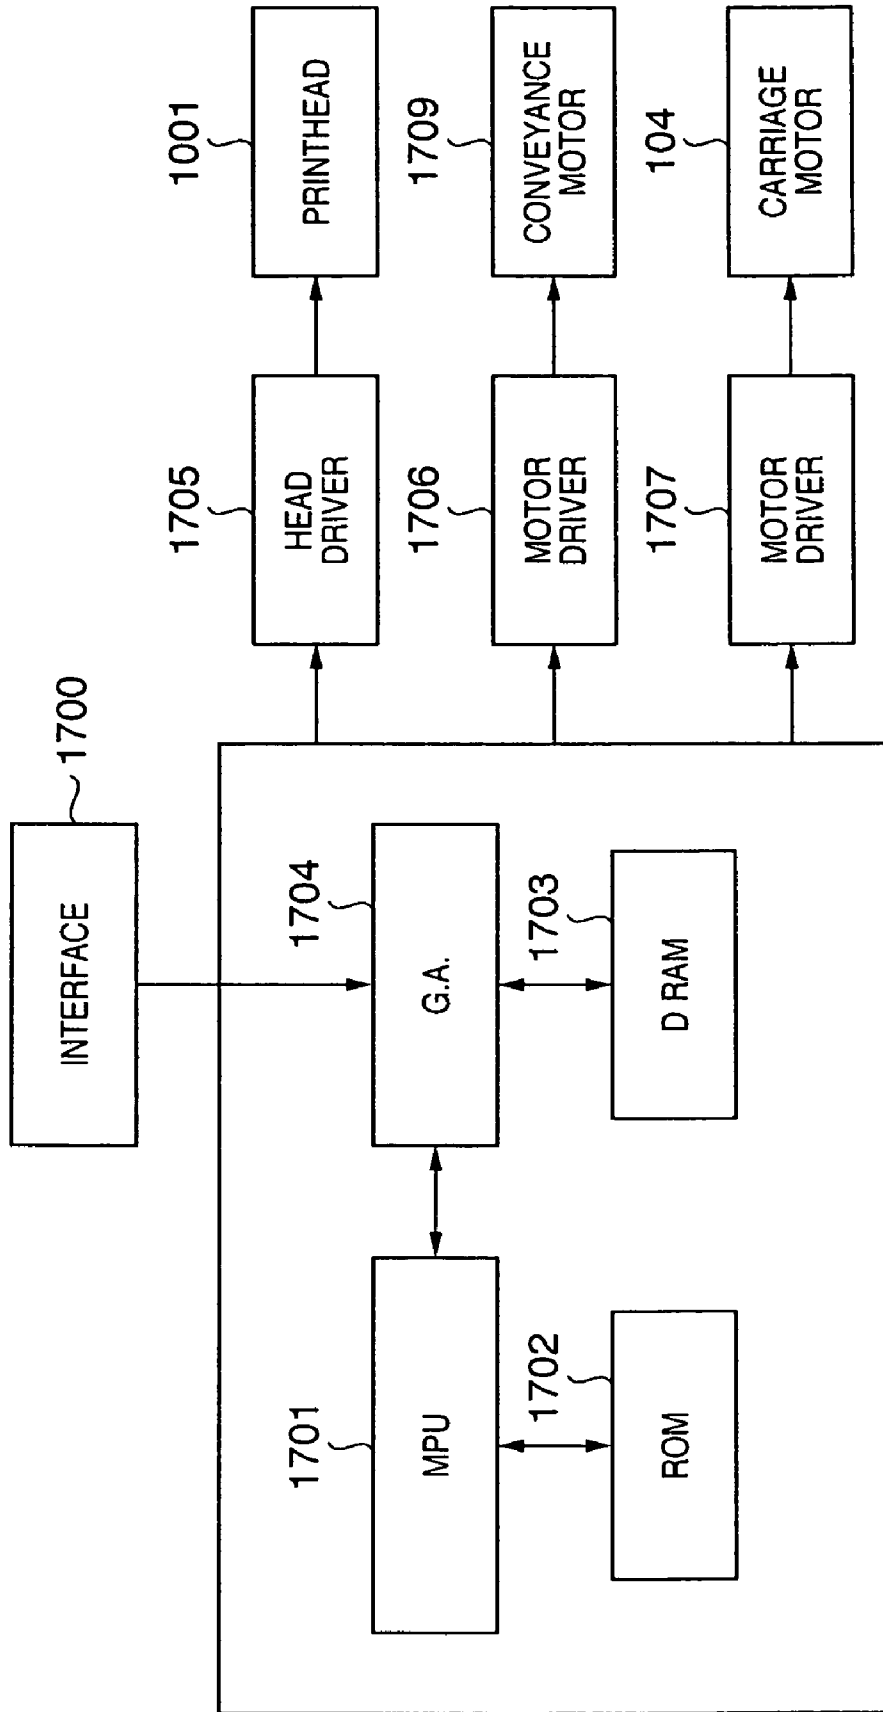 INTERFACE
1700
1701
MPU
1704
G.A.
1702
ROM
1703
D RAM
1705
HEAD
DRIVER
1001
PRINTHEAD
1706
MOTOR
DRIVER
1709
CONVEYANCE
MOTOR
1707
MOTOR
DRIVER
104
CARRIAGE
MOTOR